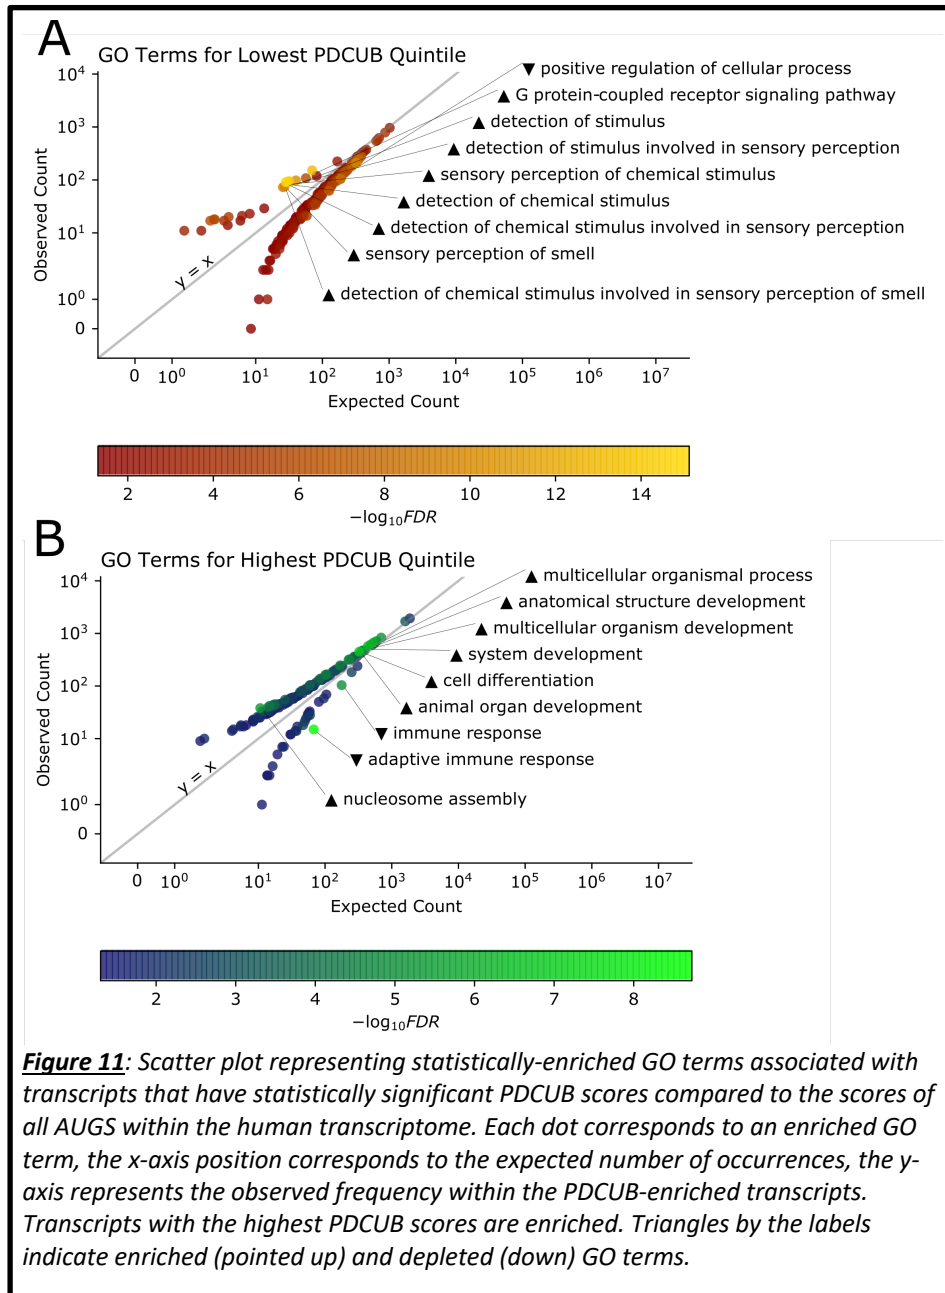 A
GO Terms for Lowest PDCUB Quintile
10⁴
10³
10²
10¹
10⁰
0
Observed Count
y = x
▼ positive regulation of cellular process
▲ G protein-coupled receptor signaling pathway
▲ detection of stimulus
▲ detection of stimulus involved in sensory perception
▲ sensory perception of chemical stimulus
▲ detection of chemical stimulus
▲ detection of chemical stimulus involved in sensory perception
▲ sensory perception of smell
▲ detection of chemical stimulus involved in sensory perception of smell
0 10⁰ 10¹ 10² 10³ 10⁴ 10⁵ 10⁶ 10⁷
Expected Count
2 4 6 8 10 12 14
−log₁₀FDR
B
GO Terms for Highest PDCUB Quintile
10⁴
10³
10²
10¹
10⁰
0
Observed Count
y = x
▲ multicellular organismal process
▲ anatomical structure development
▲ multicellular organism development
▲ system development
▲ cell differentiation
▲ animal organ development
▼ immune response
▼ adaptive immune response
▲ nucleosome assembly
0 10⁰ 10¹ 10² 10³ 10⁴ 10⁵ 10⁶ 10⁷
Expected Count
2 3 4 5 6 7 8
−log₁₀FDR
Figure 11: Scatter plot representing statistically-enriched GO terms associated with
transcripts that have statistically significant PDCUB scores compared to the scores of
all AUGS within the human transcriptome. Each dot corresponds to an enriched GO
term, the x-axis position corresponds to the expected number of occurrences, the y-
axis represents the observed frequency within the PDCUB-enriched transcripts.
Transcripts with the highest PDCUB scores are enriched. Triangles by the labels
indicate enriched (pointed up) and depleted (down) GO terms.